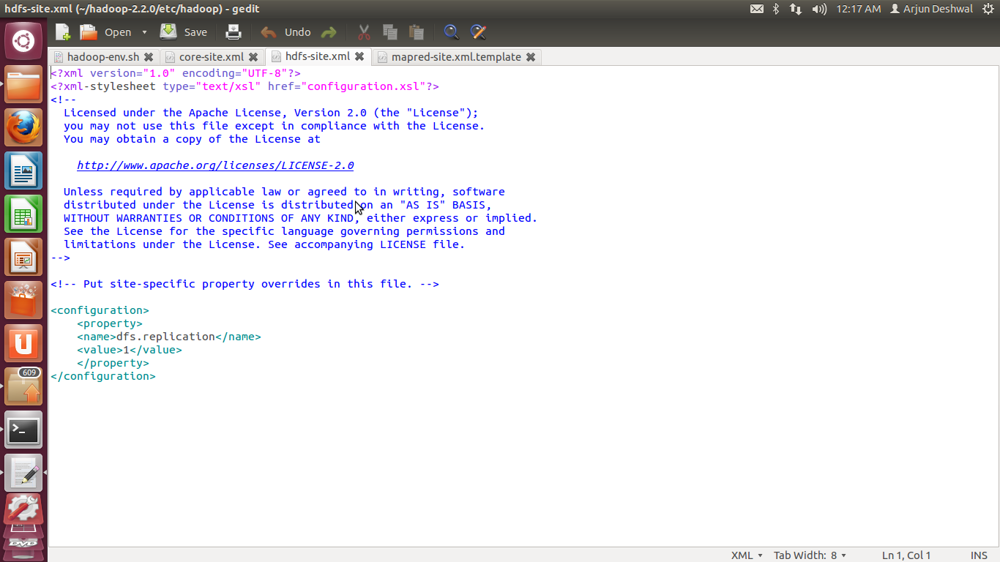 hdfs-site.xml (~/hadoop-2.2.0/etc/hadoop) - gedit
12:17 AM
Arjun Deshwal
Open
Save
Undo
hadoop-env.sh
core-site.xml
hdfs-site.xml
mapred-site.xml.template
<?xml version="1.0" encoding="UTF-8"?>
<?xml-stylesheet type="text/xsl" href="configuration.xsl"?>
<!--
Licensed under the Apache License, Version 2.0 (the "License");
you may not use this file except in compliance with the License.
You may obtain a copy of the License at
http://www.apache.org/licenses/LICENSE-2.0
Unless required by applicable law or agreed to in writing, software
distributed under the License is distributed on an "AS IS" BASIS,
WITHOUT WARRANTIES OR CONDITIONS OF ANY KIND, either express or implied.
See the License for the specific language governing permissions and
limitations under the License. See accompanying LICENSE file.
-->
<!-- Put site-specific property overrides in this file. -->
<configuration>
<property>
<name>dfs.replication</name>
<value>1</value>
</property>
</configuration>
609
DVD
XML
Tab Width: 8
Ln 1, Col 1
INS